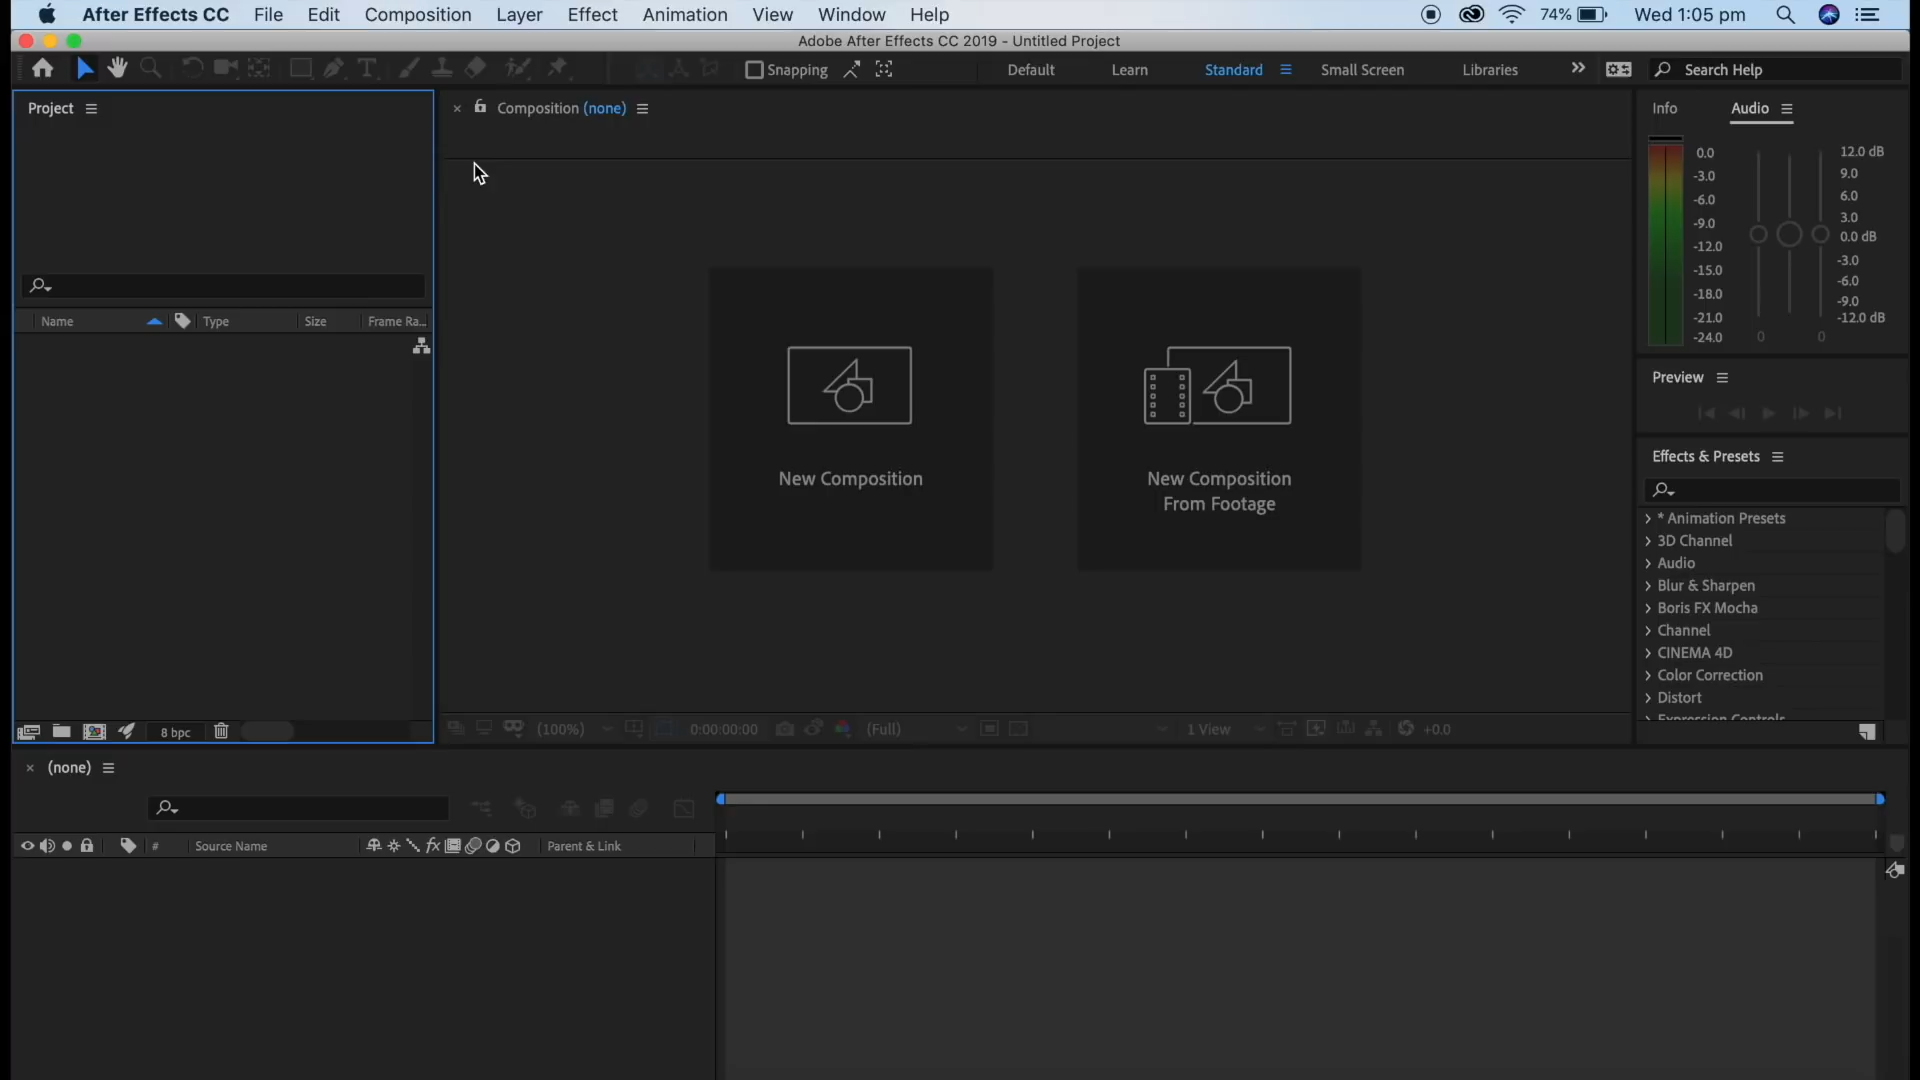 After Effects CC File Edit Composition Layer Effect Animation View Window Help 74% Wed 1:05 pm
Adobe After Effects CC 2019 - Untitled Project
Snapping Default Learn Standard Small Screen Libraries Search Help
Project
Composition (none)
Info Audio
0.0
-3.0
-6.0
-9.0
-12.0
-15.0
-18.0
-21.0
-24.0
0 0
12.0 dB
9.0
6.0
3.0
0.0 dB
-3.0
-6.0
-9.0
-12.0 dB
Name Type Size Frame Ra...
New Composition
New Composition
From Footage
Preview
Effects & Presets
* Animation Presets
3D Channel
Audio
Blur & Sharpen
Boris FX Mocha
Channel
CINEMA 4D
Color Correction
Distort
Expression Controls
8 bpc
(100%) 0:00:00:00 (Full) 1 View +0.0
(none)
# Source Name fx Parent & Link